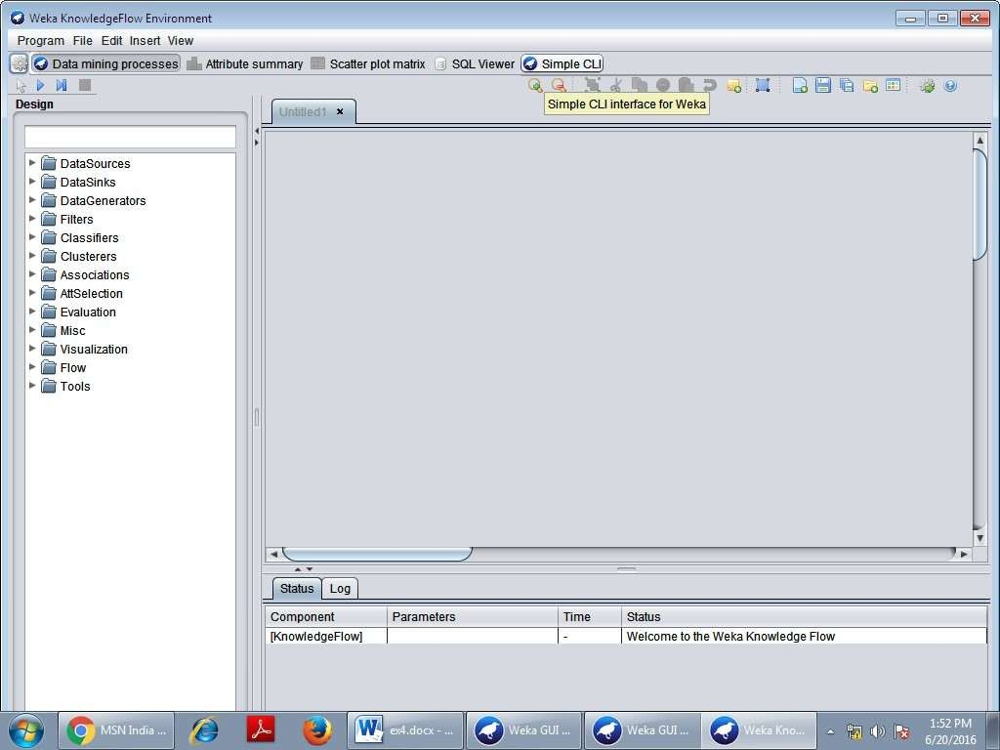 Weka KnowledgeFlow Environment
Program File Edit Insert View
Data mining processes Attribute summary Scatter plot matrix SQL Viewer Simple CLI
Simple CLI interface for Weka
Design
Untitled1
DataSources
DataSinks
DataGenerators
Filters
Classifiers
Clusterers
Associations
AttSelection
Evaluation
Misc
Visualization
Flow
Tools
Status Log
Component Parameters Time Status
[KnowledgeFlow] - Welcome to the Weka Knowledge Flow
MSN India ... ex4.docx - ... Weka GUI ... Weka GUI ... Weka Kno...
1:52 PM
6/20/2016